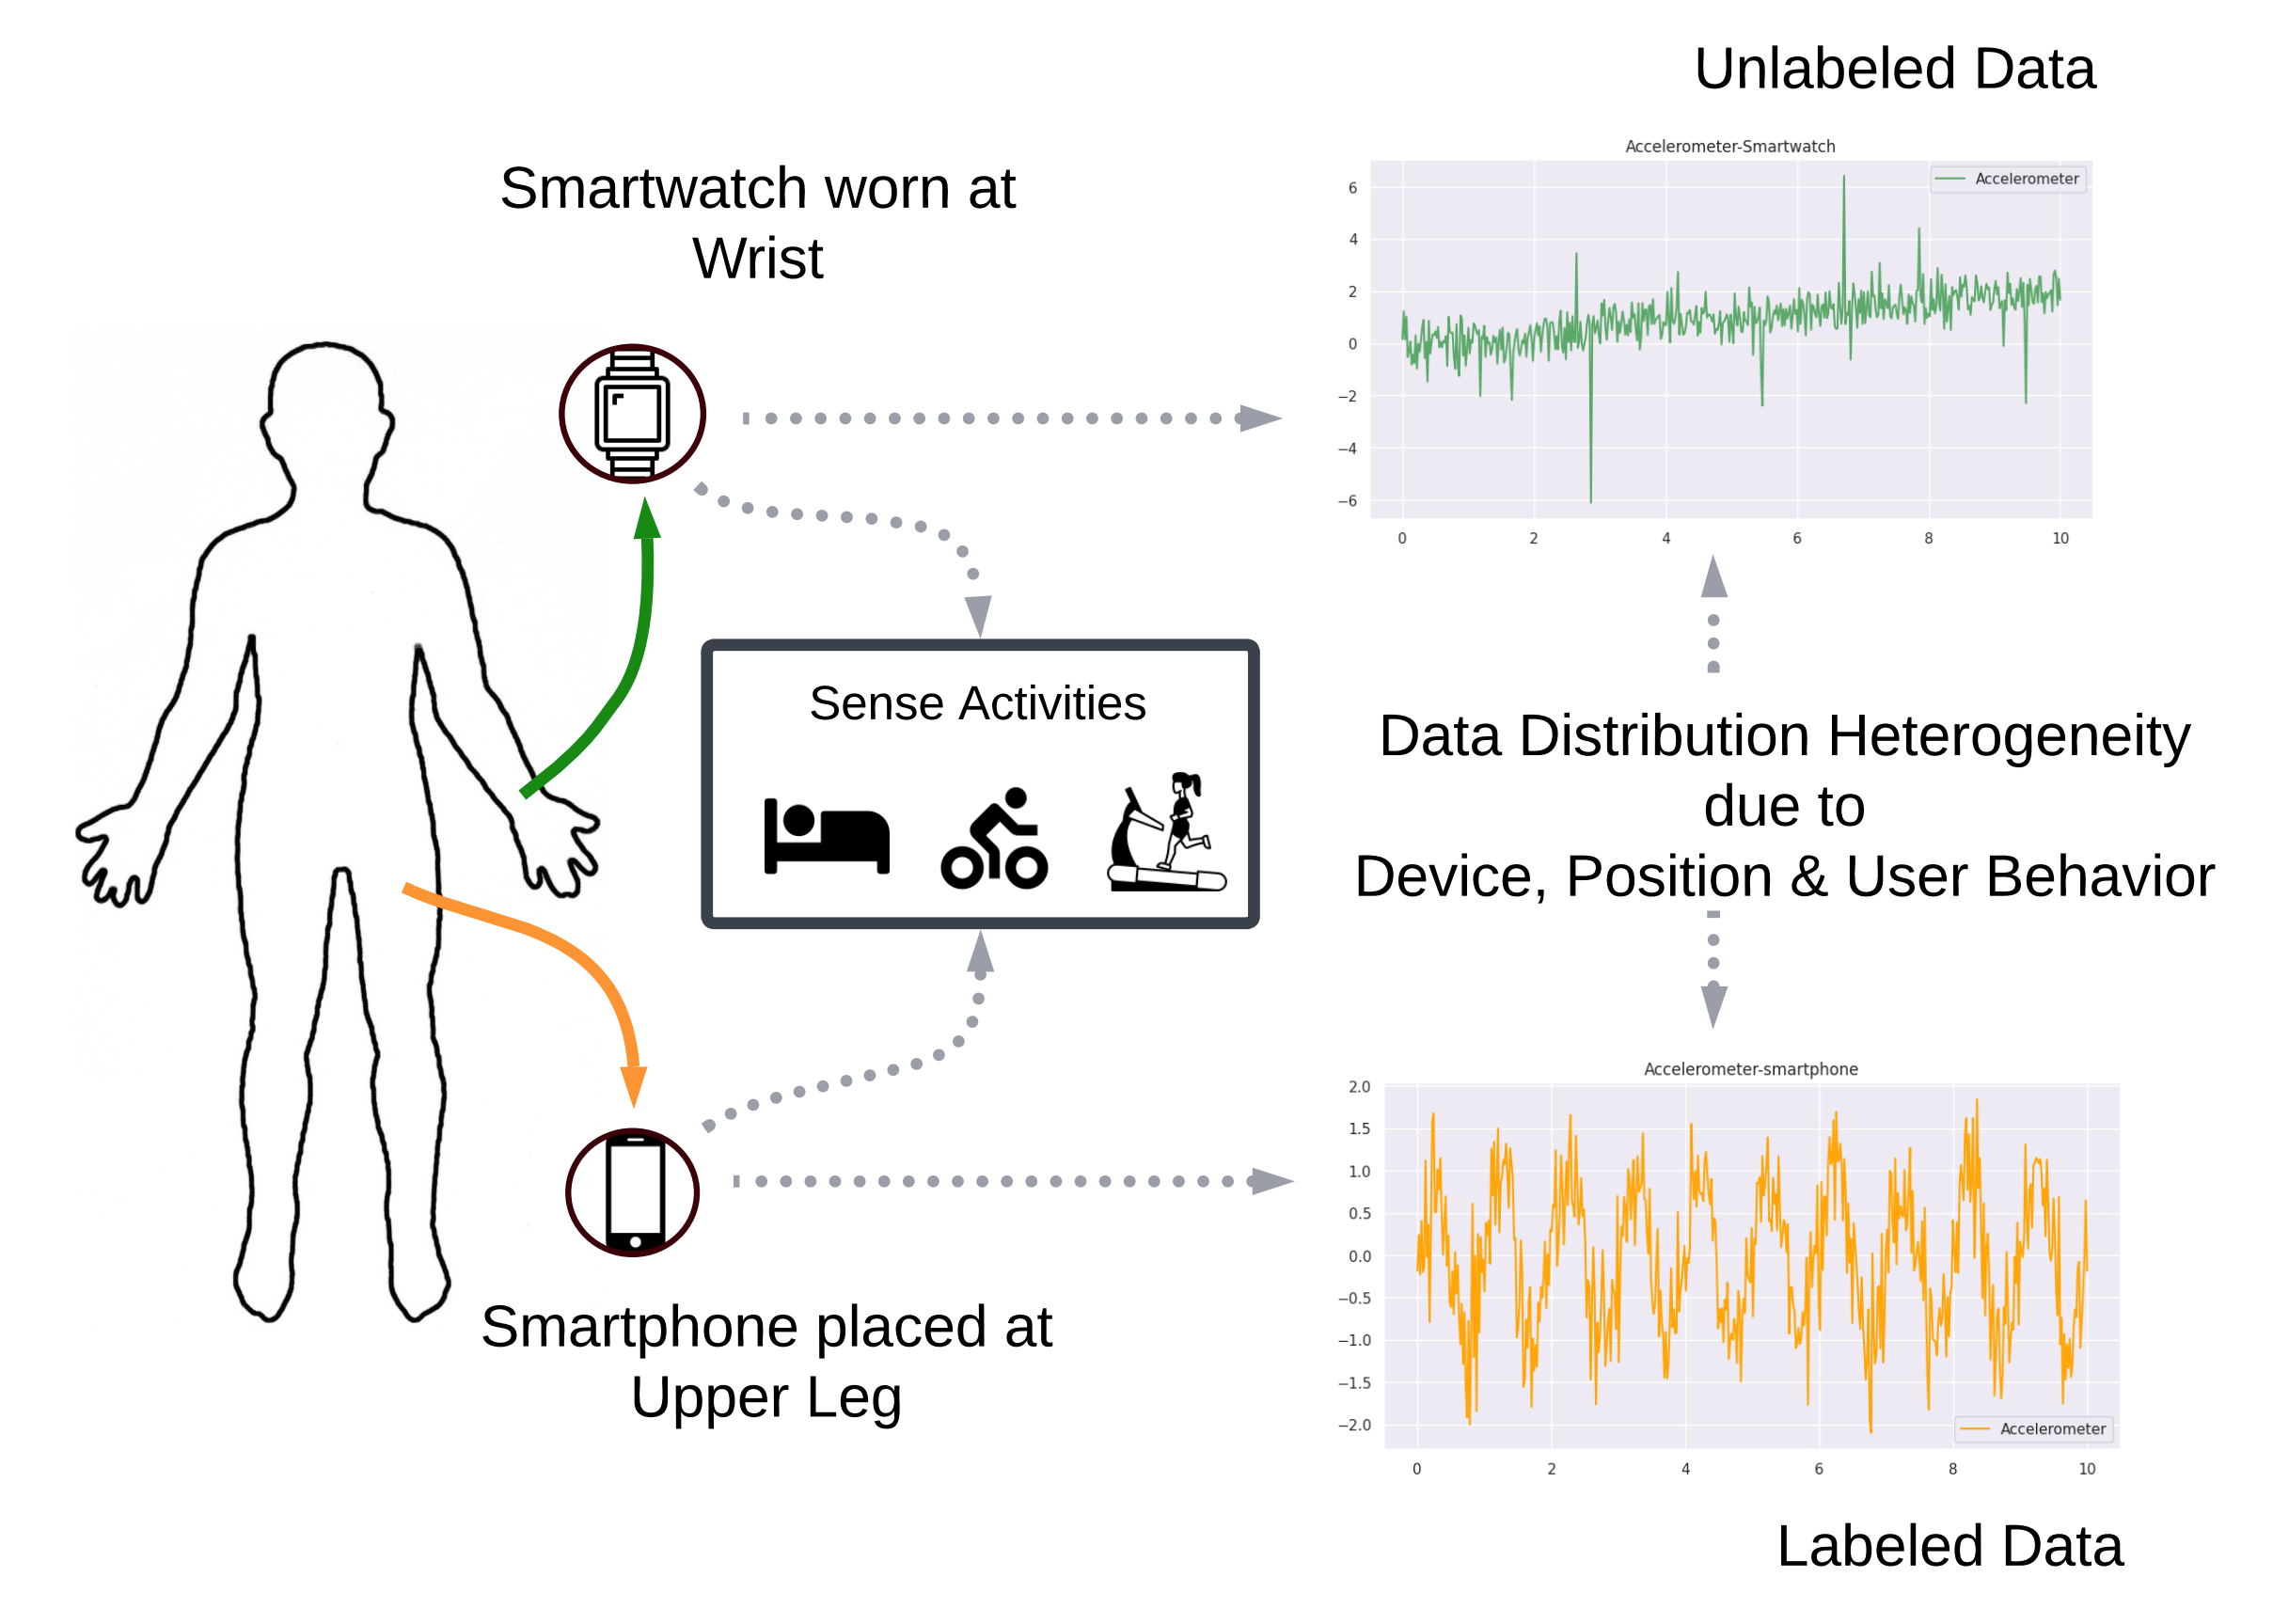 Unlabeled Data
Accelerometer-Smartwatch
Accelerometer
6
4
2
0
−2
−4
−6
0 2 4 6 8 10
Smartwatch worn at
Wrist
Sense Activities
Data Distribution Heterogeneity
due to
Device, Position & User Behavior
Accelerometer-smartphone
2.0
1.5
1.0
0.5
0.0
−0.5
−1.0
−1.5
−2.0
Accelerometer
0 2 4 6 8 10
Smartphone placed at
Upper Leg
Labeled Data